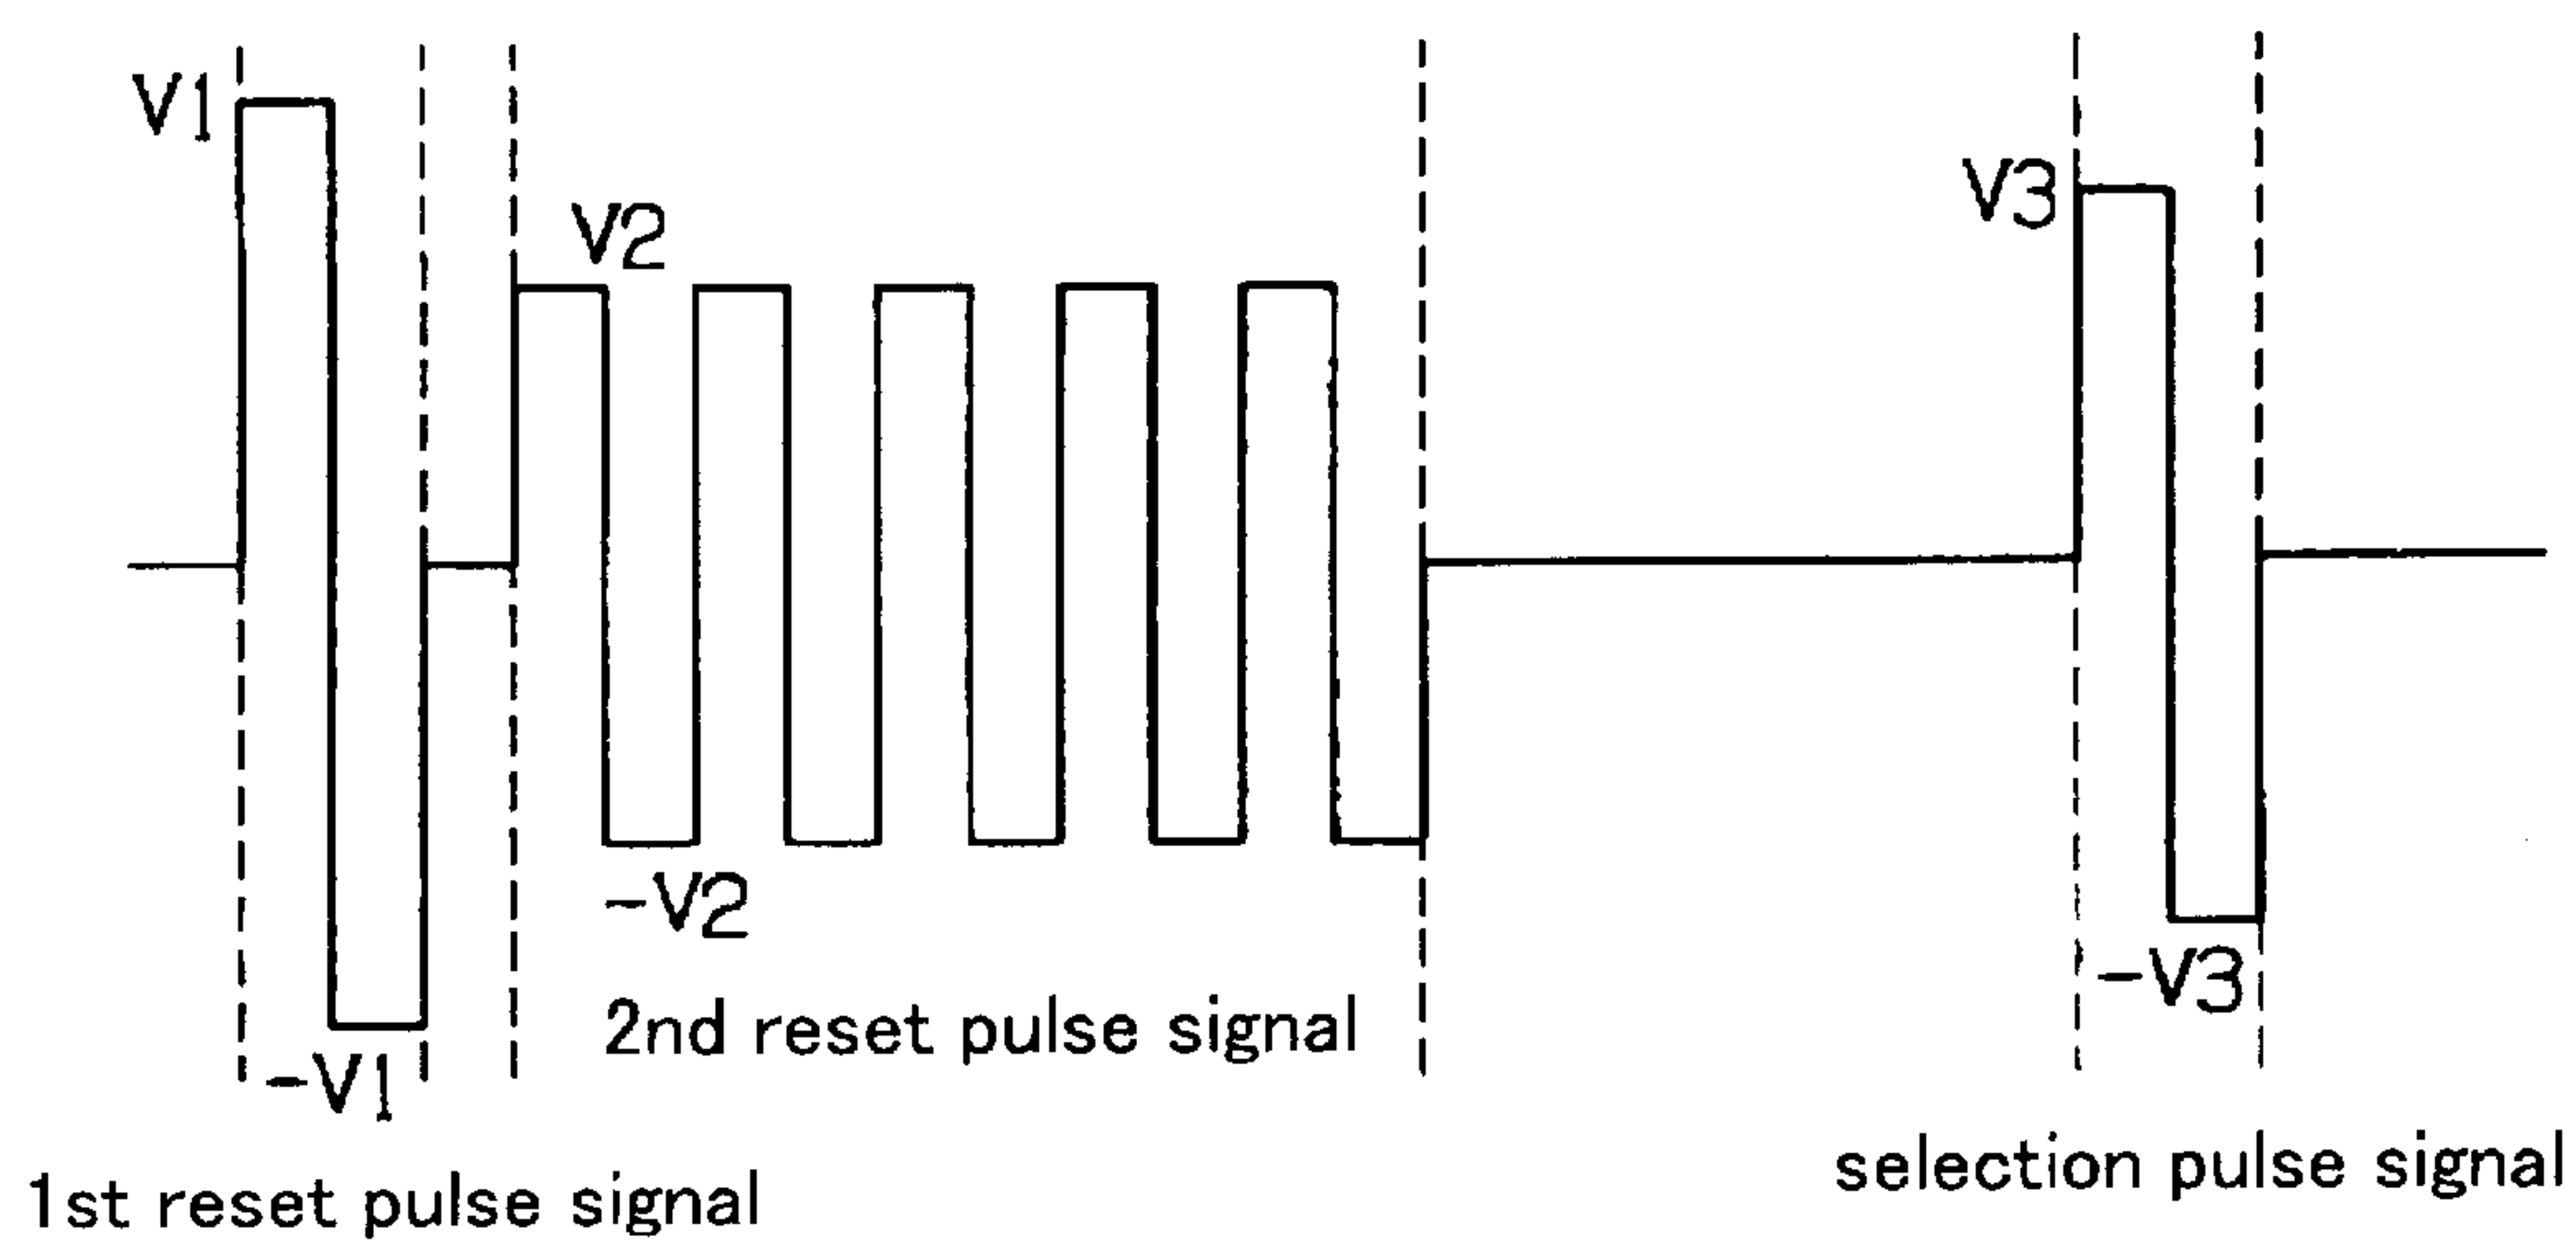 V1
V2
V3
-V2
-V3
2nd reset pulse signal
-V1
selection pulse signal
1st reset pulse signal